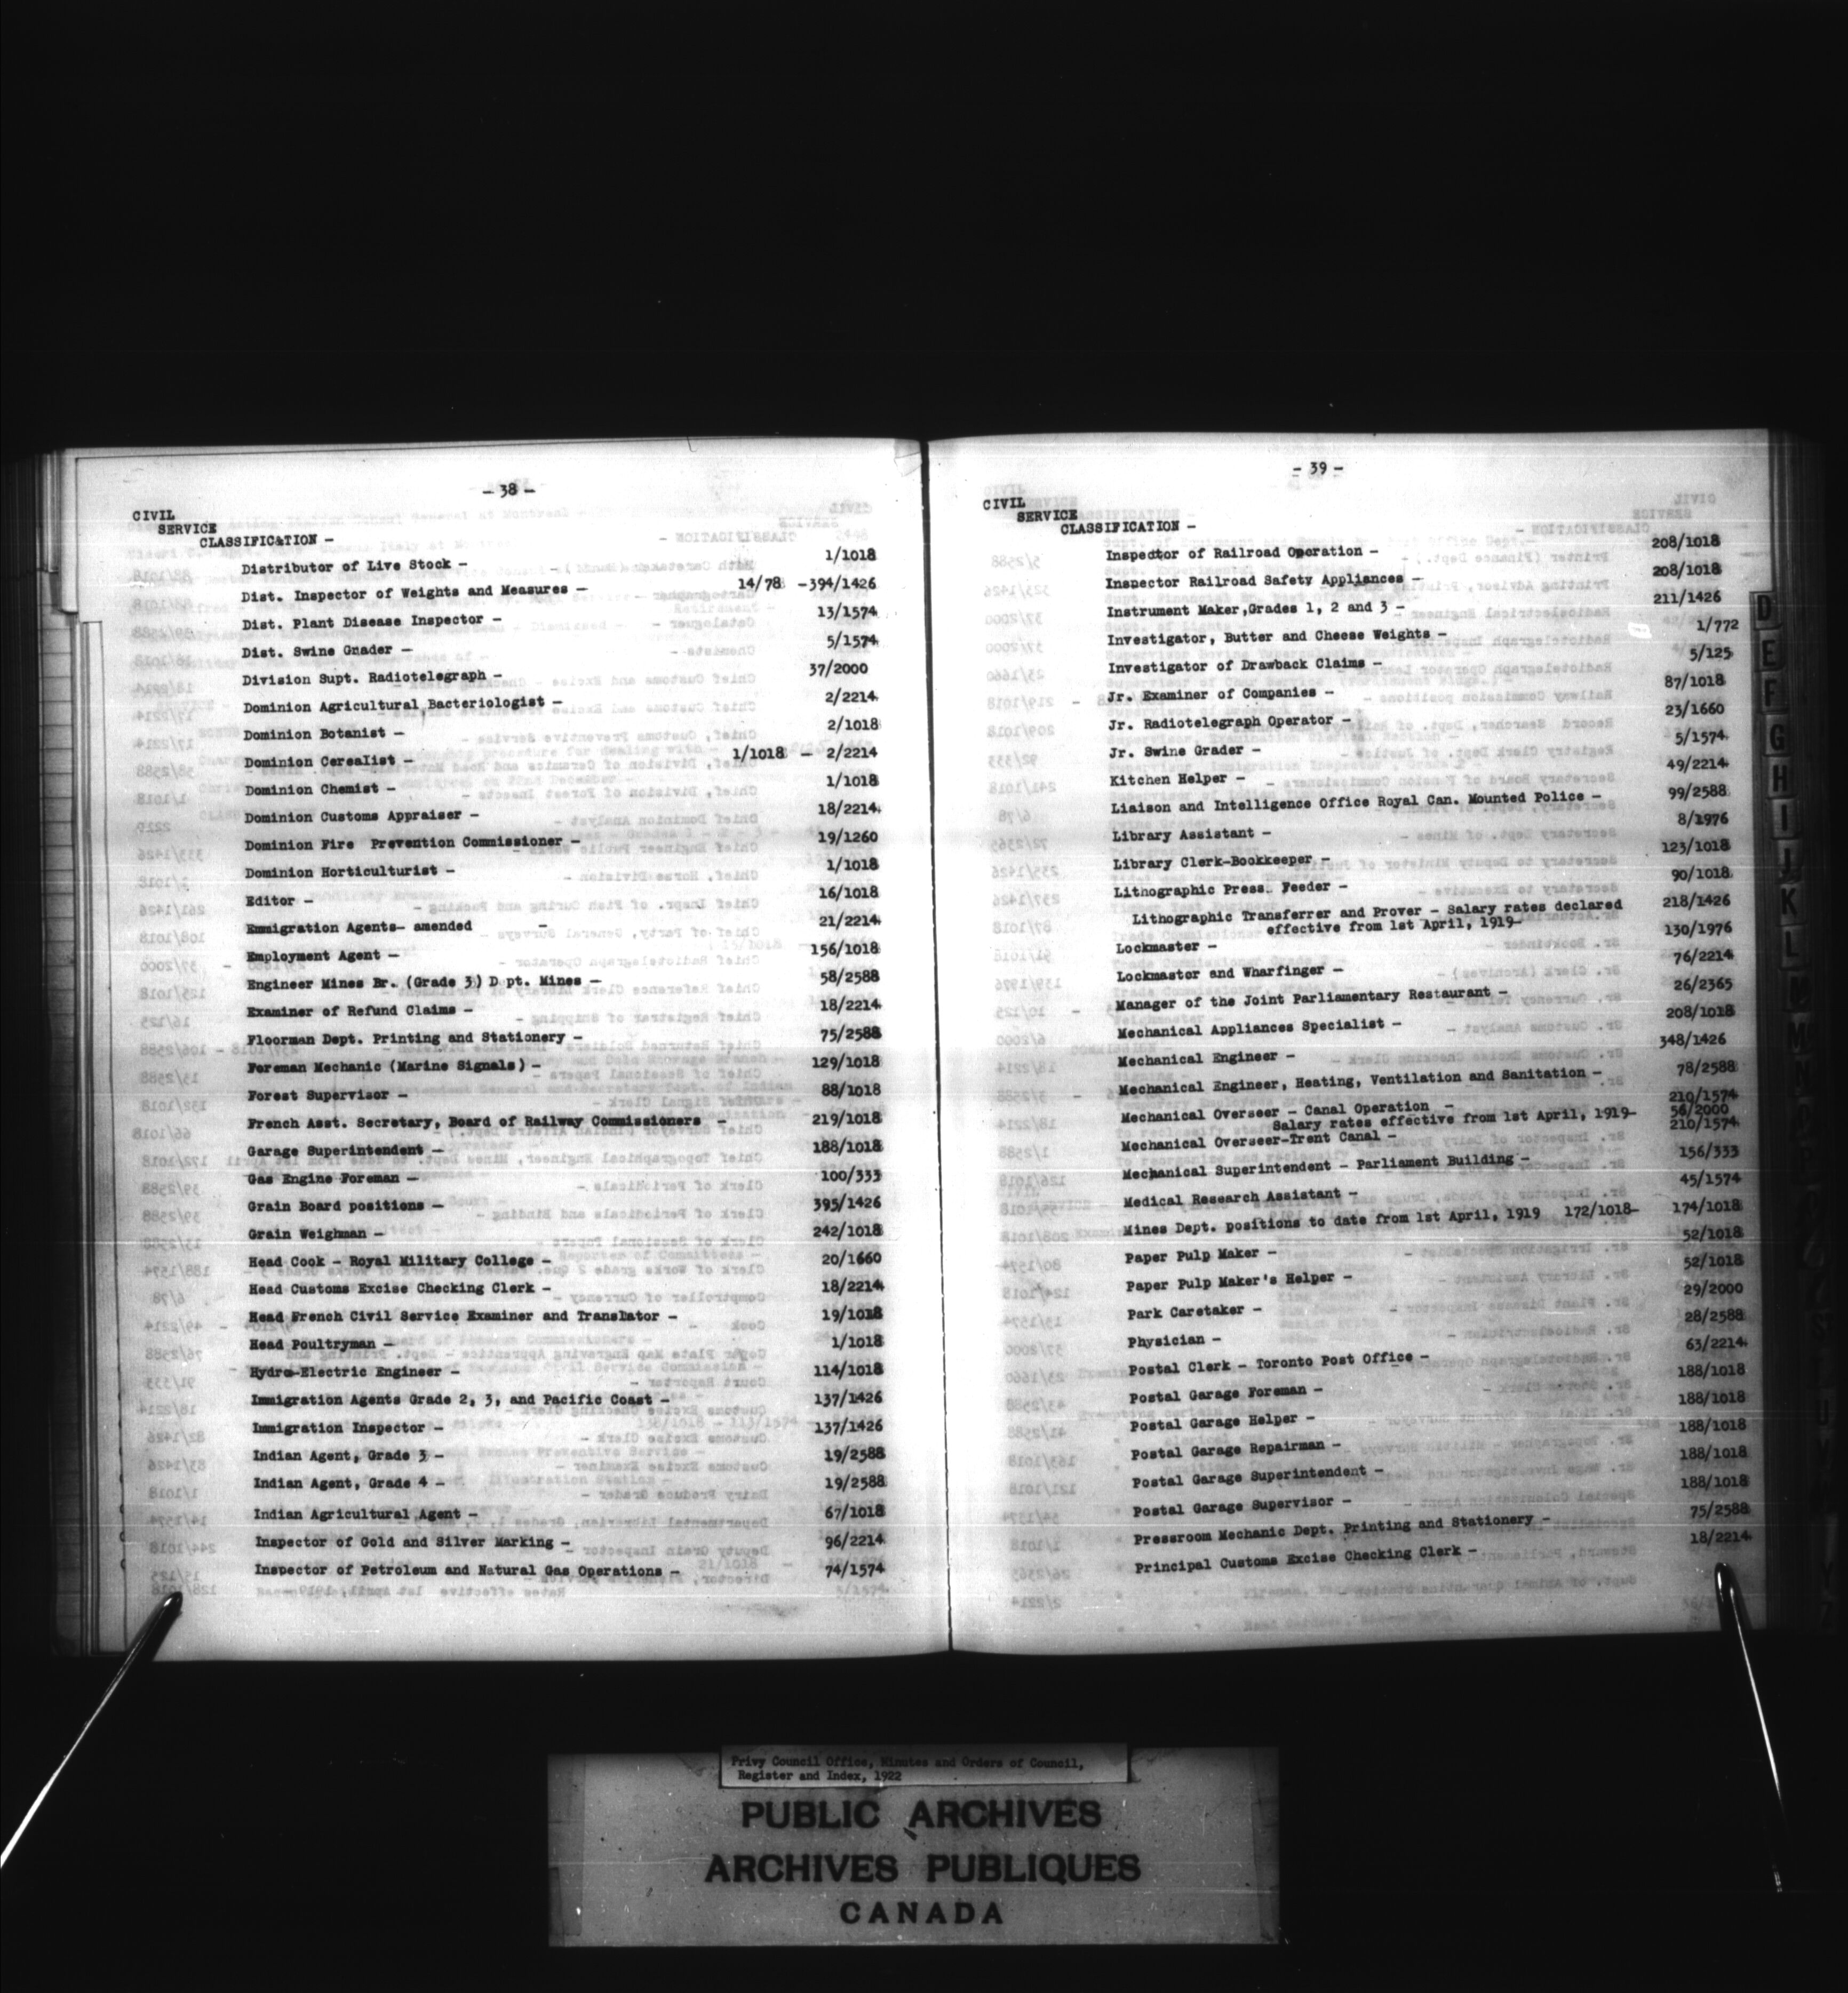 - 38 -
CIVIL
SERVICE
CLASSIFICATION -
Distributor of Live Stock - 1/1018
Dist. Inspector of Weights and Measures - 14/78 -394/1426
Dist. Plant Disease Inspector - 13/1574
Dist. Swine Grader - 5/1574
Division Supt. Radiotelegraph - 37/2000
Dominion Agricultural Bacteriologist - 2/2214
Dominion Botanist - 2/1018
Dominion Cerealist - 1/1018 - 2/2214
Dominion Chemist - 1/1018
Dominion Customs Appraiser - 18/2214
Dominion Fire Prevention Commissioner - 19/1260
Dominion Horticulturist - 1/1018
Editor - 16/1018
Emmigration Agents- amended - 21/2214
Employment Agent - 156/1018
Engineer Mines Br. (Grade 3) D pt. Mines - 58/2588
Examiner of Refund Claims - 18/2214
Floorman Dept. Printing and Stationery - 75/2588
Foreman Mechanic (Marine Signals) - 129/1018
Forest Supervisor - 88/1018
French Asst. Secretary, Board of Railway Commissioners - 219/1018
Garage Superintendent - 188/1018
Gas Engine Foreman - 100/333
Grain Board positions - 395/1426
Grain Weighman - 242/1018
Head Cook - Royal Military College - 20/1660
Head Customs Excise Checking Clerk - 18/2214
Head French Civil Service Examiner and Translator - 19/1018
Head Poultryman - 1/1018
Hydro-Electric Engineer - 114/1018
Immigration Agents Grade 2, 3, and Pacific Coast - 137/1426
Immigration Inspector - 137/1426
Indian Agent, Grade 3 - 19/2588
Indian Agent, Grade 4 - 19/2588
Indian Agricultural Agent - 67/1018
Inspector of Gold and Silver Marking - 96/2214
Inspector of Petroleum and Natural Gas Operations - 74/1574
- 39 -
CIVIL
SERVICE
CLASSIFICATION -
Inspector of Railroad Operation - 208/1018
Inspector Railroad Safety Appliances - 208/1018
Instrument Maker,Grades 1, 2 and 3 - 211/1426
Investigator, Butter and Cheese Weights - 1/772
Investigator of Drawback Claims - 5/125
Jr. Examiner of Companies - 87/1018
Jr. Radiotelegraph Operator - 23/1660
Jr. Swine Grader - 5/1574
Kitchen Helper - 49/2214
Liaison and Intelligence Office Royal Can. Mounted Police - 99/2588
Library Assistant - 8/1976
Library Clerk-Bookkeeper - 123/1018
Lithographic Press. Feeder - 90/1018
Lithographic Transferrer and Prover - Salary rates declared 218/1426
effective from 1st April, 1919-
Lockmaster - 130/1976
Lockmaster and Wharfinger - 76/2214
Manager of the Joint Parliamentary Restaurant - 26/2365
Mechanical Appliances Specialist - 208/1018
Mechanical Engineer - 348/1426
Mechanical Engineer, Heating, Ventilation and Sanitation - 78/2588
Mechanical Overseer - Canal Operation - 210/1574
Salary rates effective from 1st April, 1919- 56/2000
Mechanical Overseer-Trent Canal - 210/1574
Mechanical Superintendent - Parliament Building - 156/333
Medical Research Assistant - 45/1574
Mines Dept. positions to date from 1st April, 1919 172/1018- 174/1018
Paper Pulp Maker - 52/1018
Paper Pulp Maker's Helper - 52/1018
Park Caretaker - 29/2000
Physician - 28/2588
Postal Clerk - Toronto Post Office - 63/2214
Postal Garage Foreman - 188/1018
Postal Garage Helper - 188/1018
Postal Garage Repairman - 188/1018
Postal Garage Superintendent - 188/1018
Postal Garage Supervisor - 188/1018
Pressroom Mechanic Dept. Printing and Stationery - 75/2588
Principal Customs Excise Checking Clerk - 18/2214
D
E
F
G
H
I
J
K
L
Privy Council Office, Minutes and Orders of Council,
Register and Index, 1922
PUBLIC ARCHIVES
ARCHIVES PUBLIQUES
CANADA